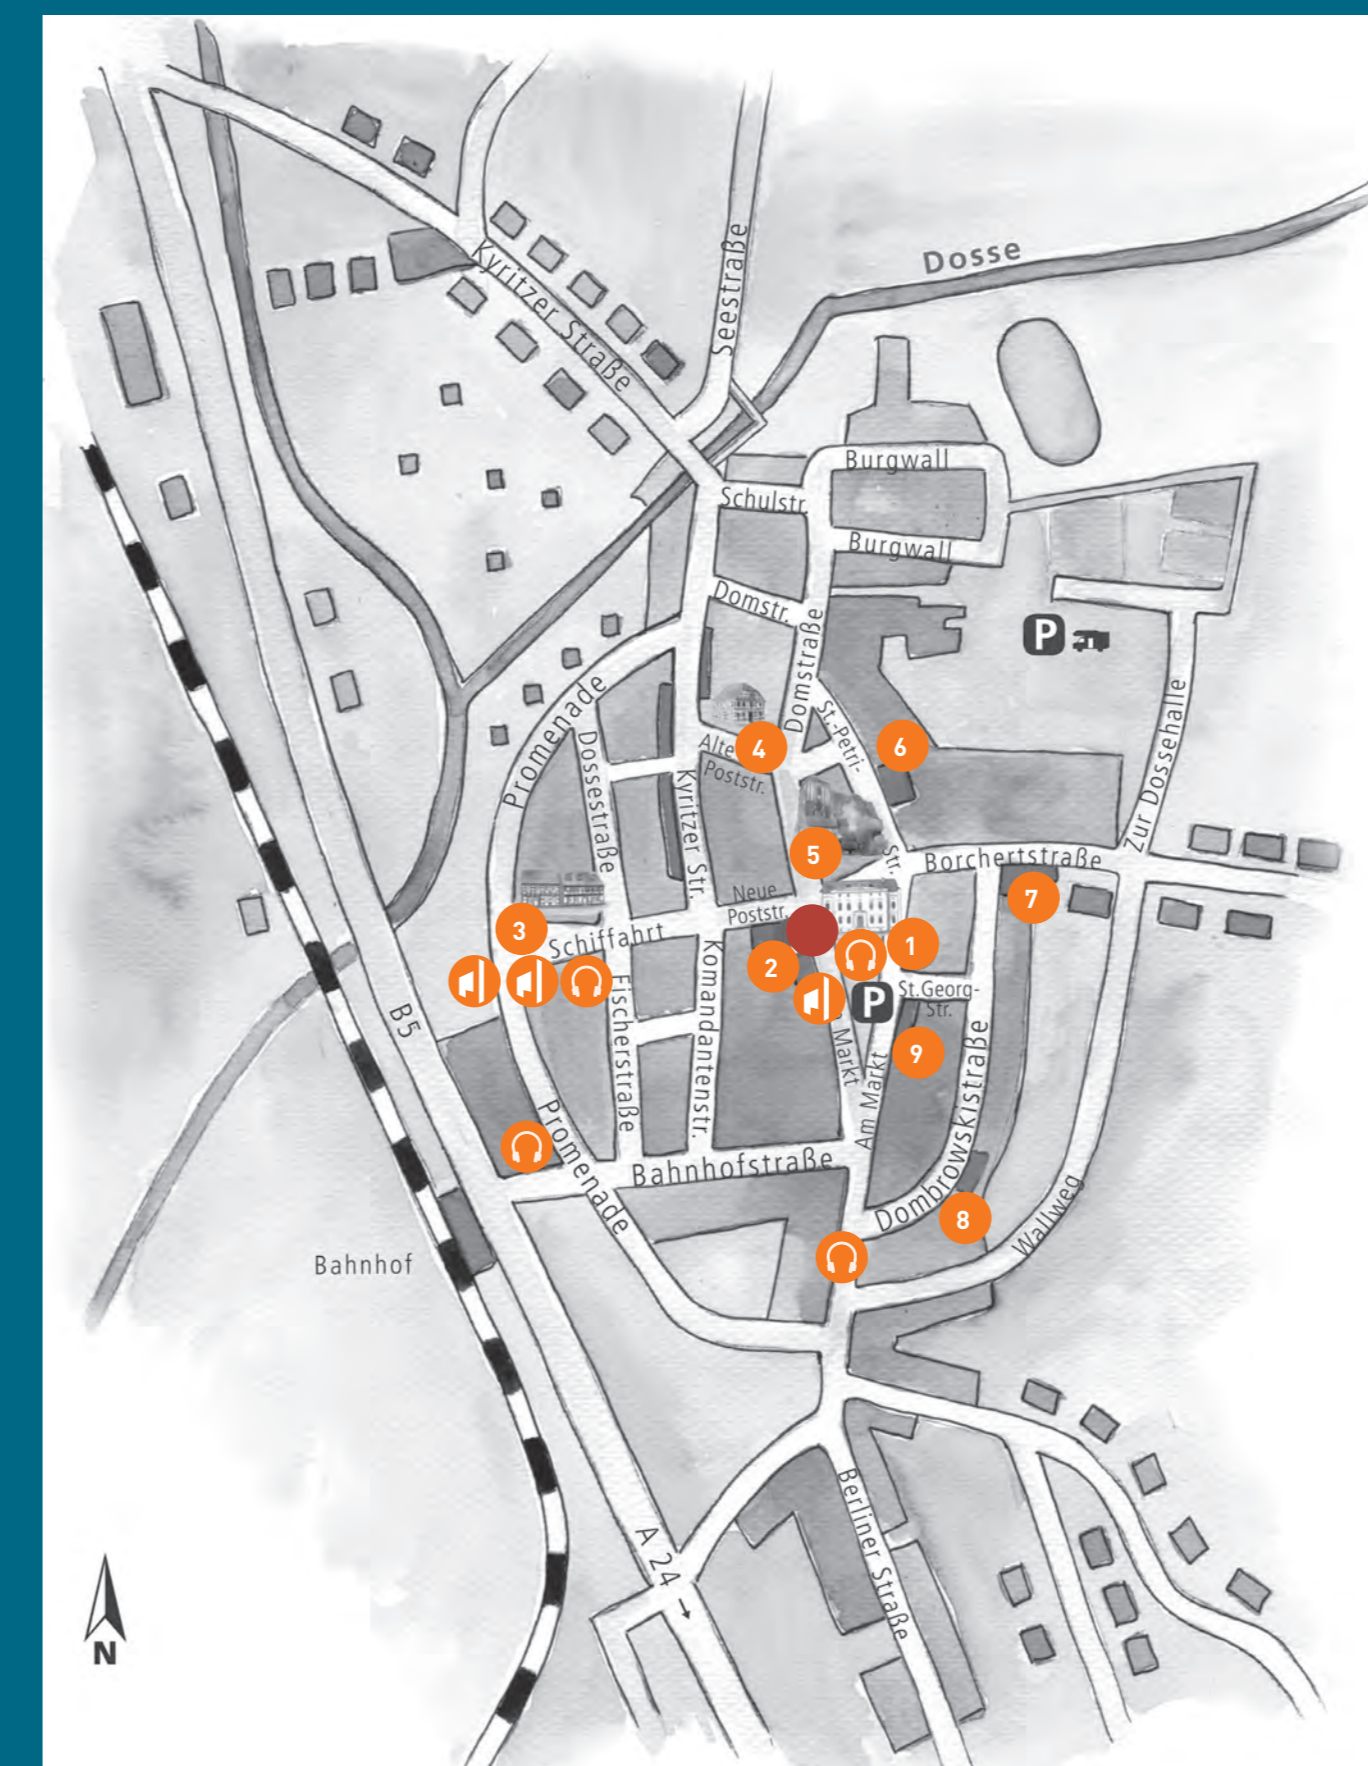 Dosse
Seestraße
Kyritzer Straße
Burgwall
Schulstr.
Burgwall
Domstr.
Domstraße
P
Promenade
Dossestraße
Alte
Poststr.
4
St.-Petri-
Str.
6
Zur Dossehalle
Kyritzer Str.
5
Borchertstraße
7
Neue
Poststr.
3
Schiffahrt
2
1
P
St.Georg-
Str.
B5
Fischerstraße
Komandantenstr.
Markt
Am Markt
9
Dombrowskistraße
Promenade
Bahnhofstraße
8
Wallweg
Bahnhof
A 24
Berliner Straße
N